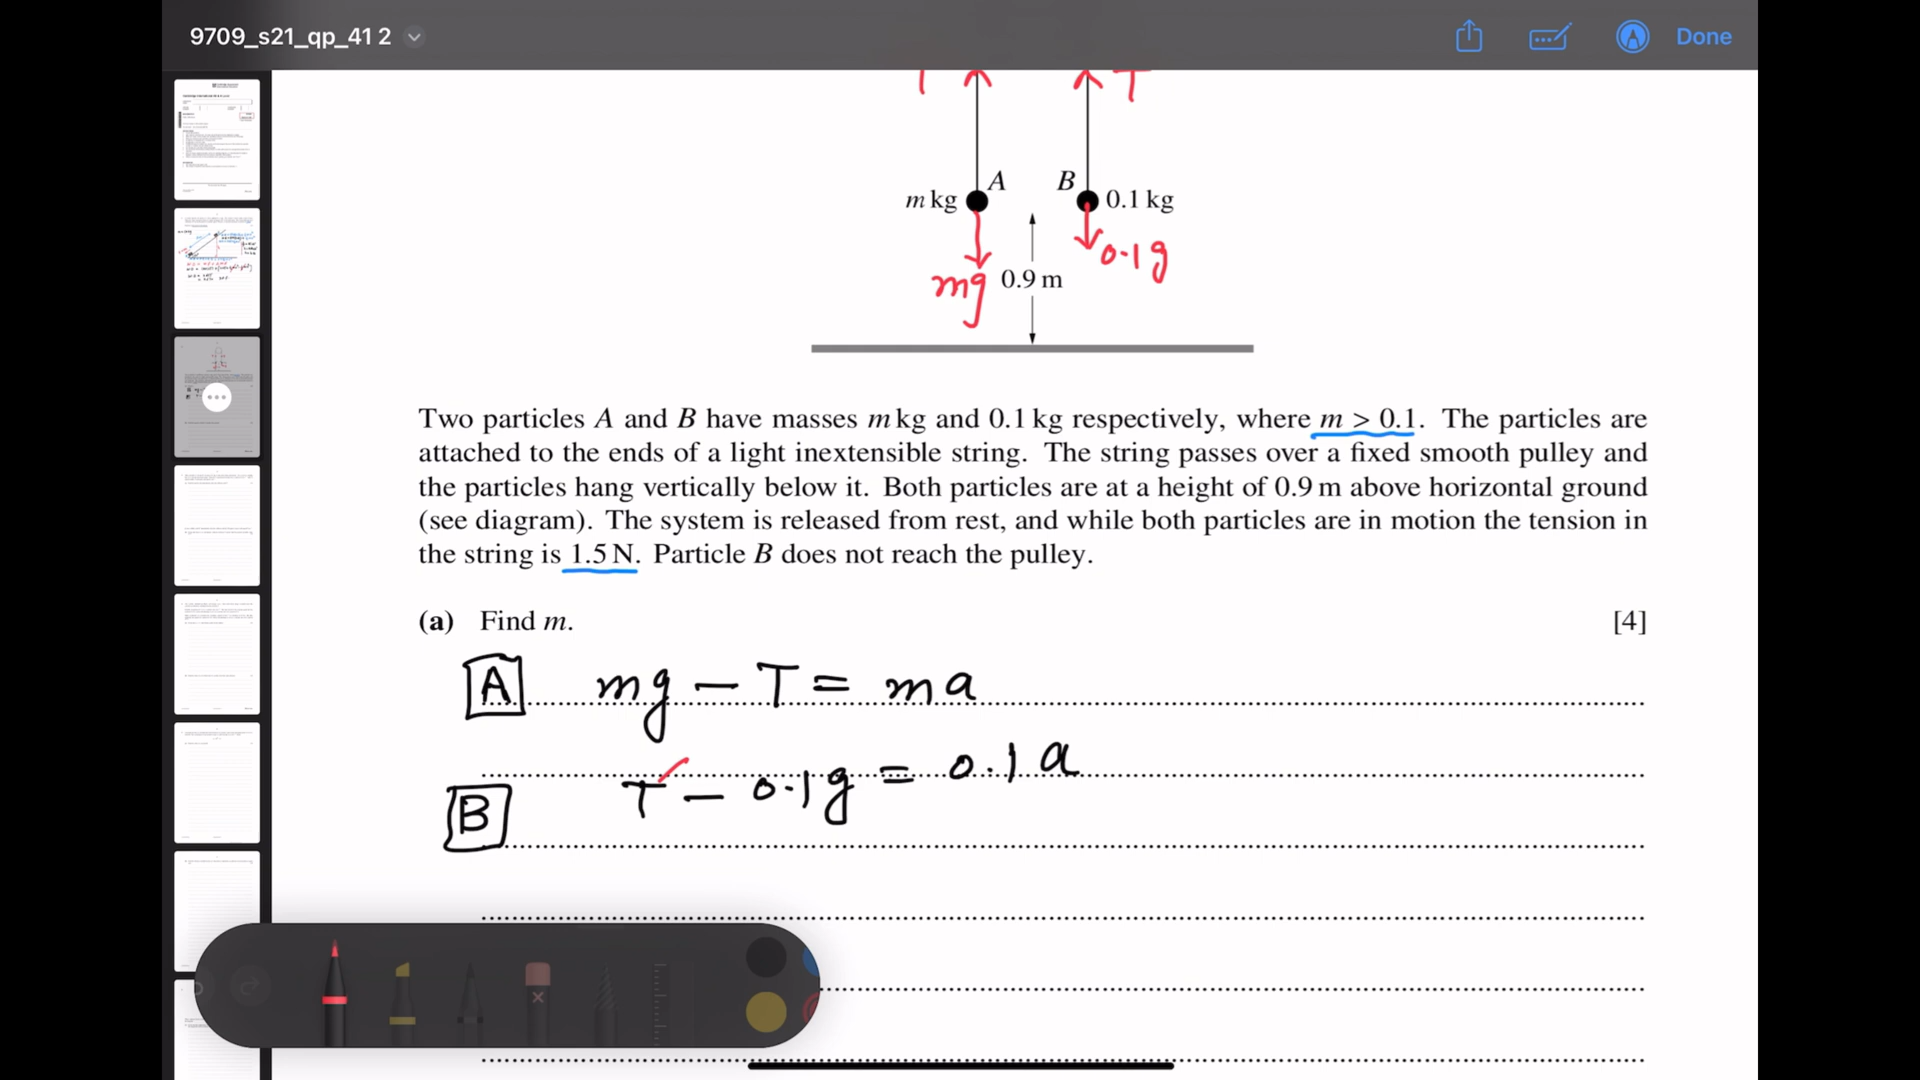 9709_s21_qp_41 2
Done
T
T
A
B
m kg
0.1 kg
0.1g
mg
0.9 m
Two particles A and B have masses m kg and 0.1 kg respectively, where m > 0.1. The particles are
attached to the ends of a light inextensible string. The string passes over a fixed smooth pulley and
the particles hang vertically below it. Both particles are at a height of 0.9 m above horizontal ground
(see diagram). The system is released from rest, and while both particles are in motion the tension in
the string is 1.5 N. Particle B does not reach the pulley.
(a) Find m. [4]
A mg – T = ma
B T – 0.1g = 0.1a